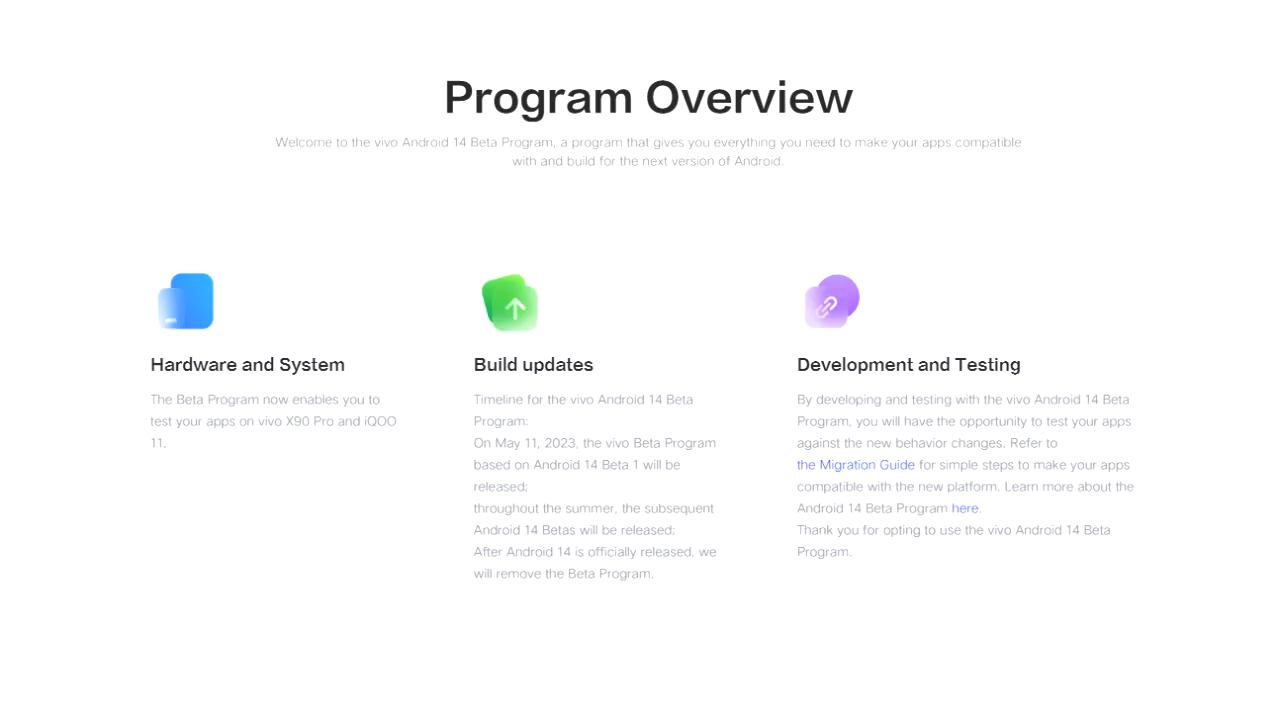 Program Overview
Welcome to the vivo Android 14 Beta Program, a program that gives you everything you need to make your apps compatible
with and build for the next version of Android.
Hardware and System
The Beta Program now enables you to
test your apps on vivo X90 Pro and iQOO
11.
Build updates
Timeline for the vivo Android 14 Beta
Program:
On May 11, 2023, the vivo Beta Program
based on Android 14 Beta 1 will be
released;
throughout the summer, the subsequent
Android 14 Betas will be released;
After Android 14 is officially released, we
will remove the Beta Program.
Development and Testing
By developing and testing with the vivo Android 14 Beta
Program, you will have the opportunity to test your apps
against the new behavior changes. Refer to
the Migration Guide for simple steps to make your apps
compatible with the new platform. Learn more about the
Android 14 Beta Program here.
Thank you for opting to use the vivo Android 14 Beta
Program.